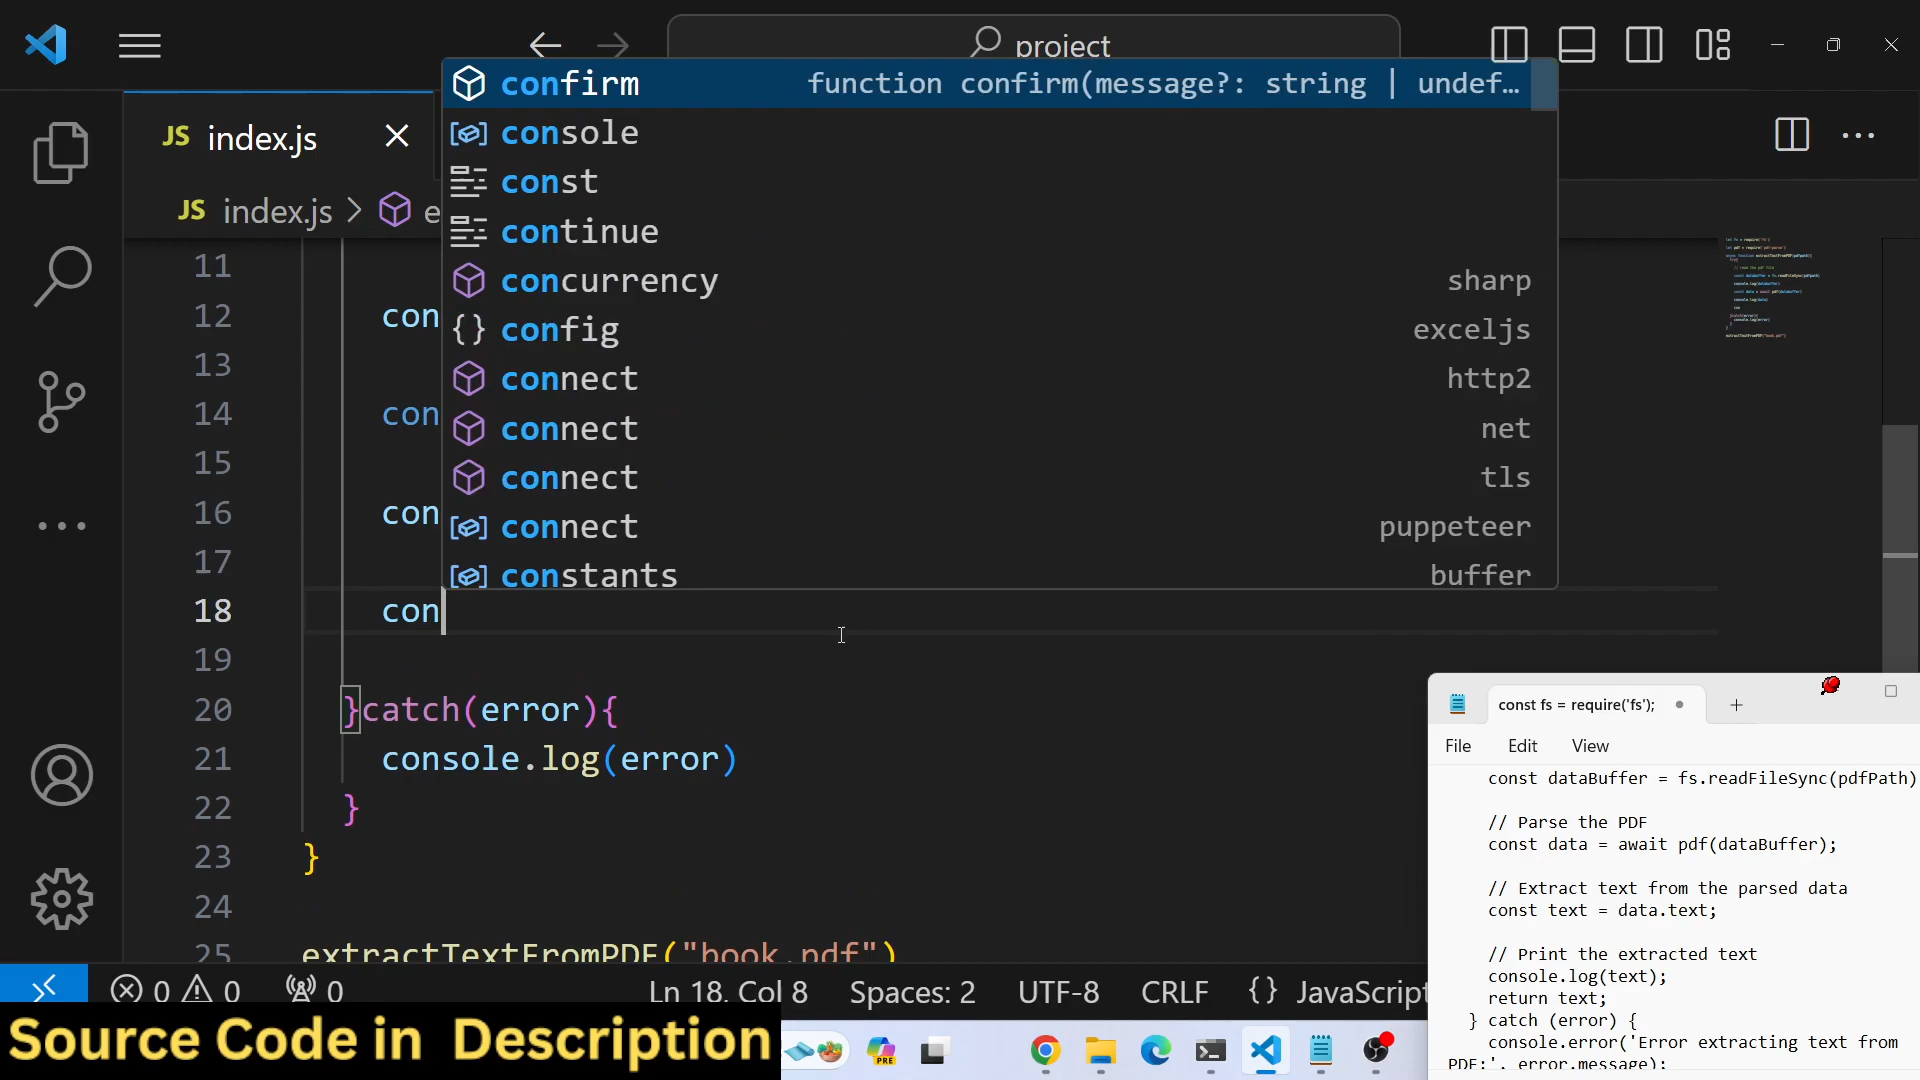 project
JS index.js
JS index.js > e
confirm function confirm(message?: string | undef…
console
const
continue
concurrency sharp
config exceljs
connect http2
connect net
connect tls
connect puppeteer
constants buffer
11
12 con
13
14 con
15
16 con
17
18 con
19
20 }catch(error){
21 console.log(error)
22 }
23 }
24
25 extractTextFromPDF("book.pdf")
0 0 0
Ln 18, Col 8 Spaces: 2 UTF-8 CRLF {} JavaScript
const fs = require('fs');
File Edit View
const dataBuffer = fs.readFileSync(pdfPath)
// Parse the PDF
const data = await pdf(dataBuffer);
// Extract text from the parsed data
const text = data.text;
// Print the extracted text
console.log(text);
return text;
} catch (error) {
console.error('Error extracting text from
PDF:', error.message);
Source Code in Description
PRE